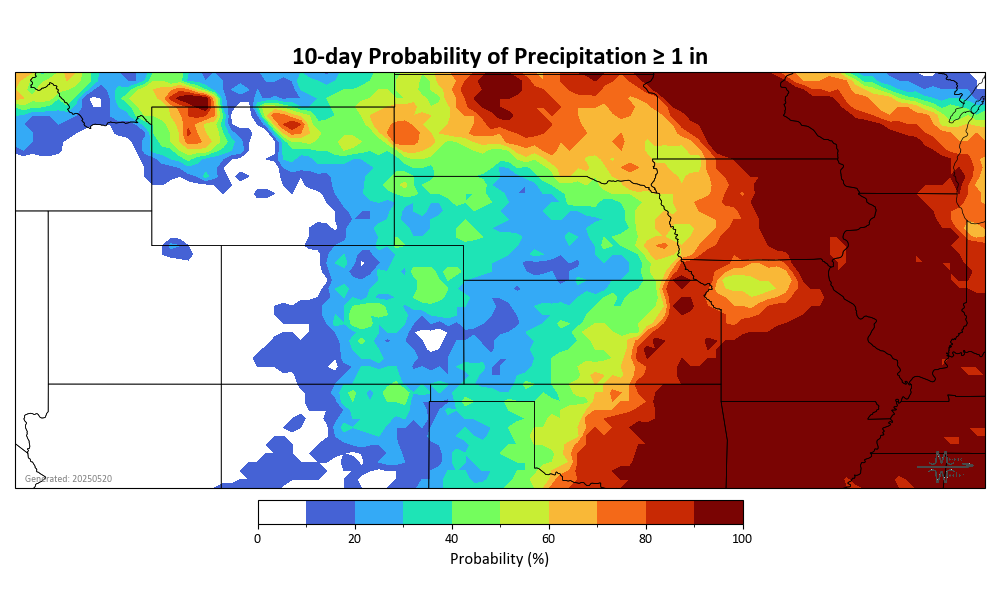 10-day Probability of Precipitation ≥ 1 in
Generated: 20250520
0 20 40 60 80 100
Probability (%)